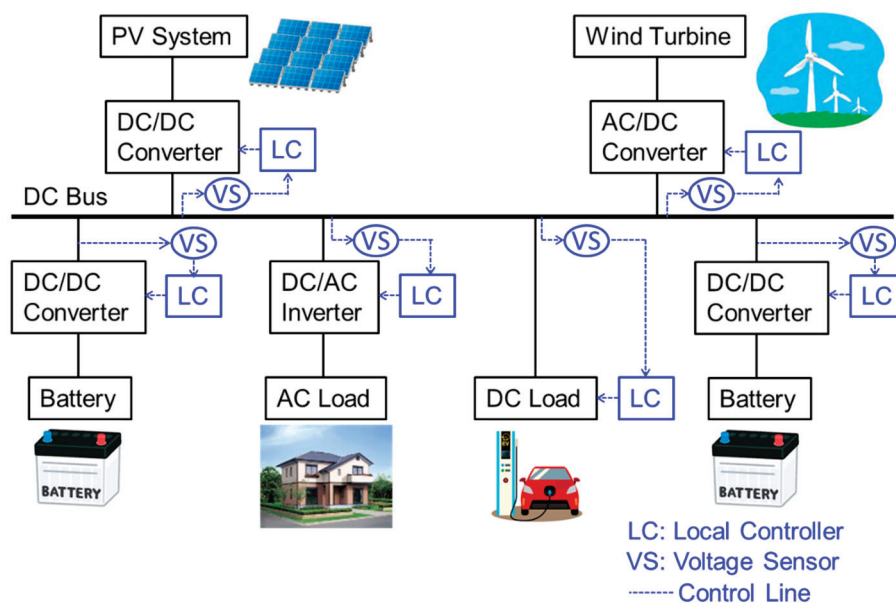 PV System
Wind Turbine
DC/DC
Converter
LC
AC/DC
Converter
LC
VS
VS
DC Bus
VS
VS
VS
VS
DC/DC
Converter
LC
DC/AC
Inverter
LC
DC/DC
Converter
LC
Battery
AC Load
DC Load
LC
Battery
BATTERY
BATTERY
LC: Local Controller
VS: Voltage Sensor
Control Line